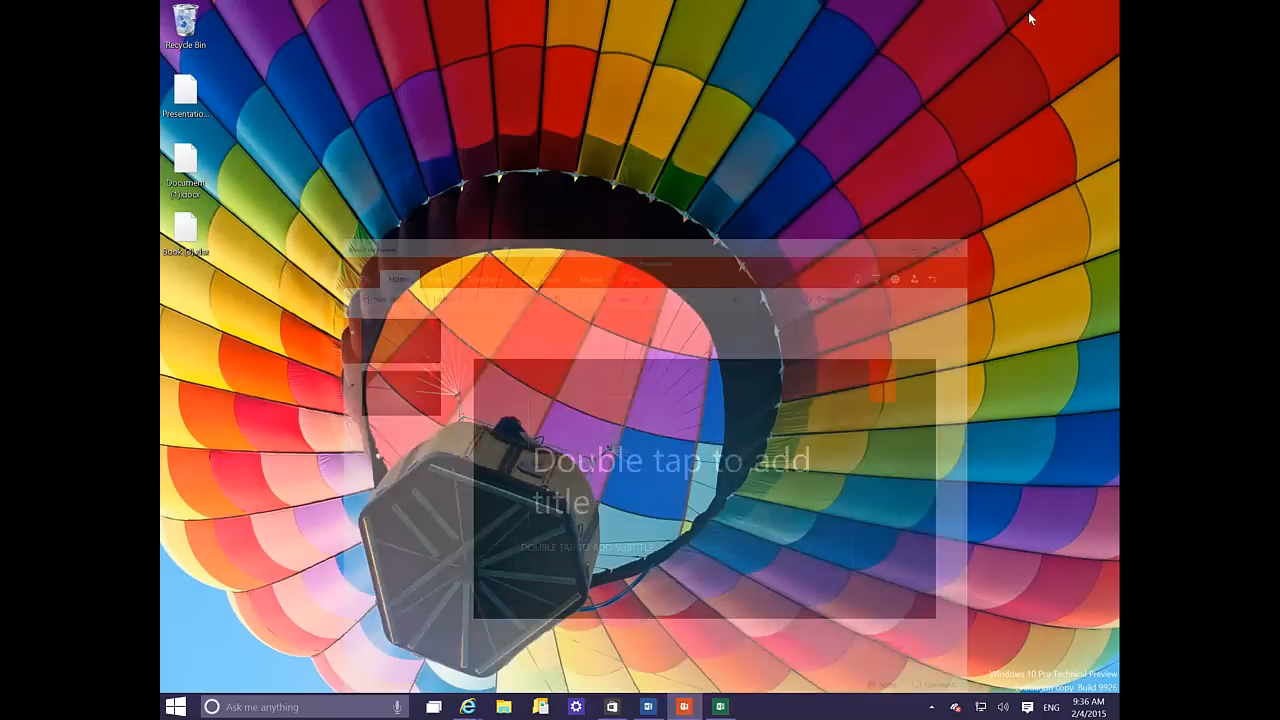 Recycle Bin
Presentatio...
Document
(1).docx
Book (3).xlsx
Home
Double tap to add
title
DOUBLE TAP TO ADD SUBTITLE
Windows 10 Pro Technical Preview
Evaluation copy. Build 9926
Ask me anything
ENG
9:36 AM
2/4/2015